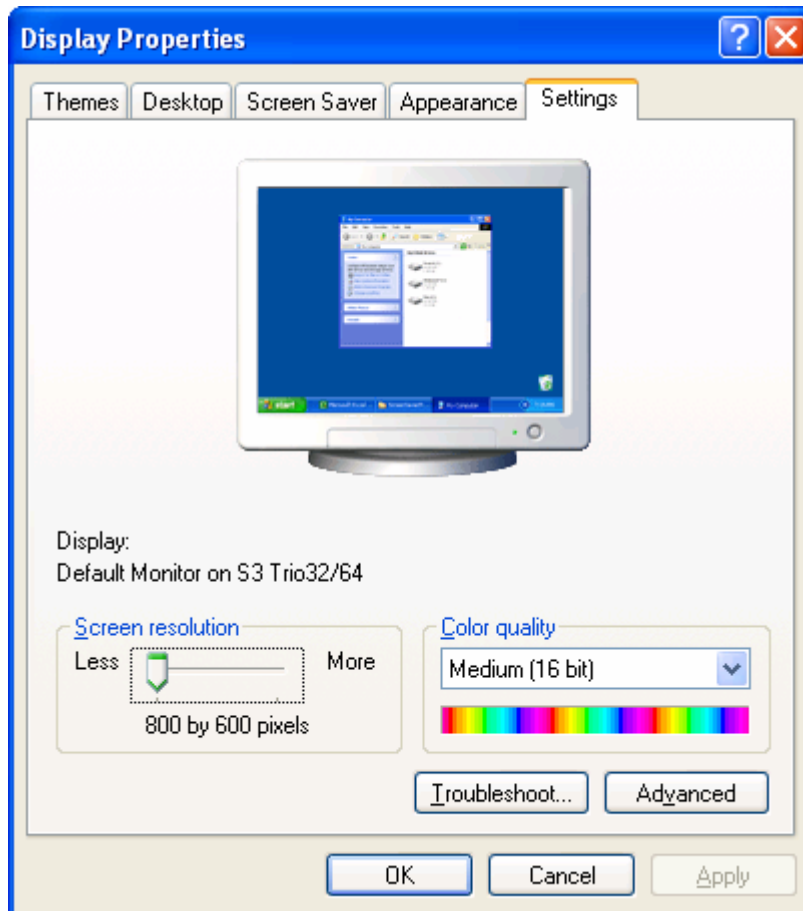 Display Properties
Themes Desktop Screen Saver Appearance Settings
start
Display:
Default Monitor on S3 Trio32/64
Screen resolution
Less More
800 by 600 pixels
Color quality
Medium (16 bit)
Troubleshoot... Advanced
OK Cancel Apply